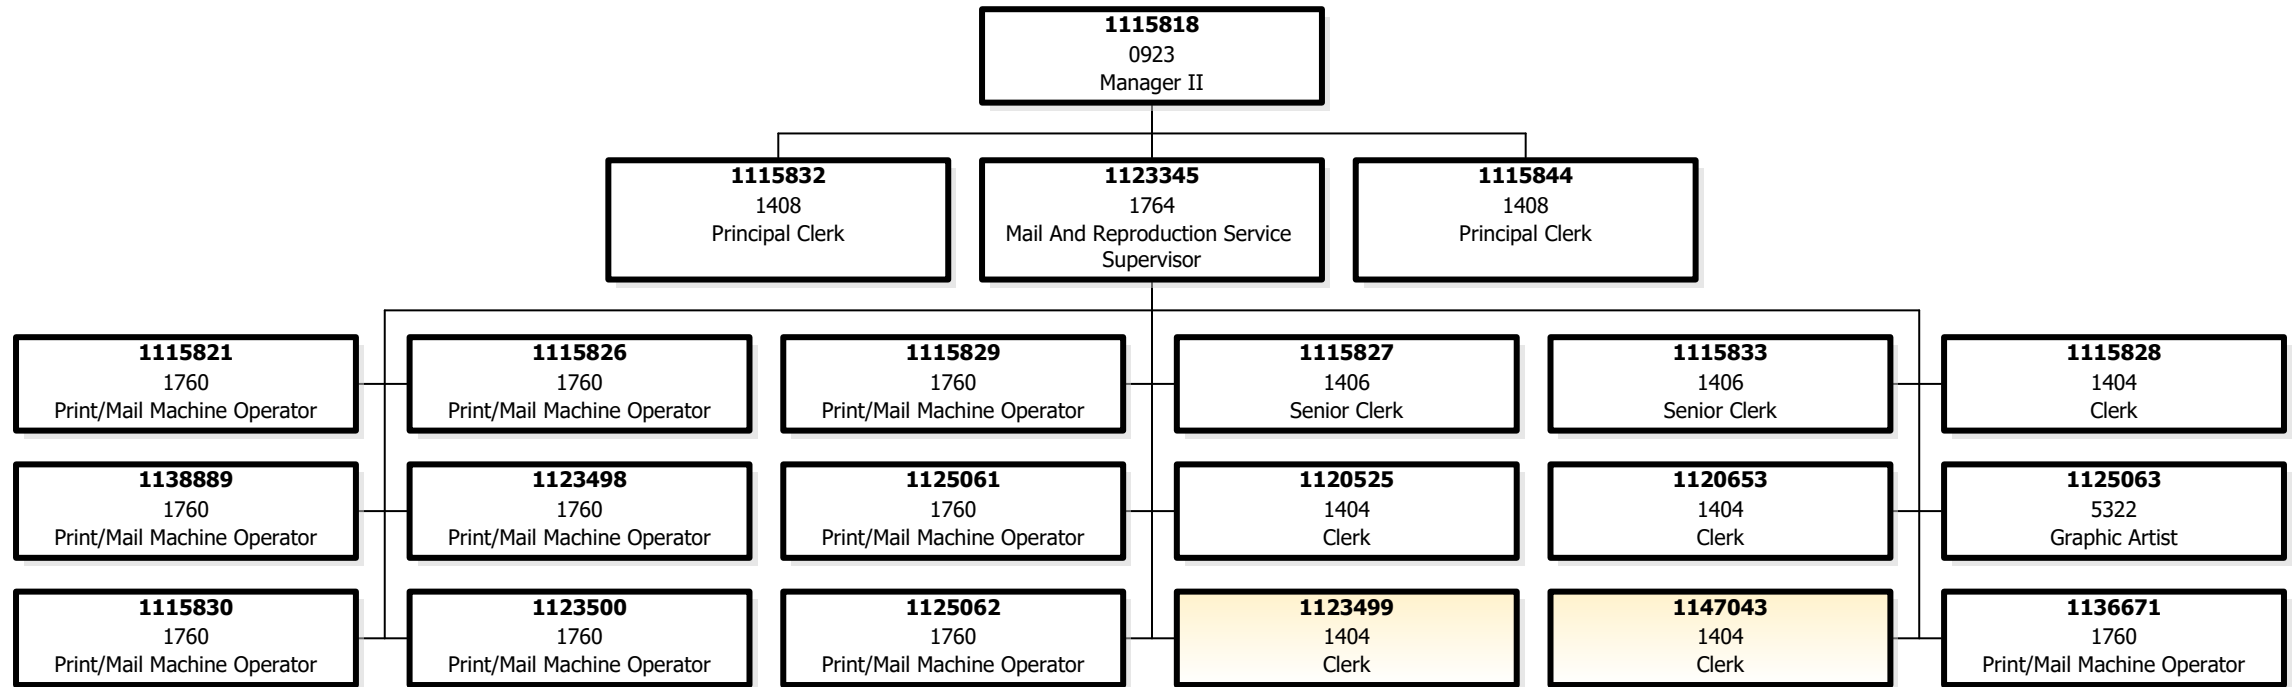 1115818
0923
Manager II
1115832
1408
Principal Clerk
1123345
1764
Mail And Reproduction Service
Supervisor
1115844
1408
Principal Clerk
1115821
1760
Print/Mail Machine Operator
1115826
1760
Print/Mail Machine Operator
1115829
1760
Print/Mail Machine Operator
1115827
1406
Senior Clerk
1115833
1406
Senior Clerk
1115828
1404
Clerk
1138889
1760
Print/Mail Machine Operator
1123498
1760
Print/Mail Machine Operator
1125061
1760
Print/Mail Machine Operator
1120525
1404
Clerk
1120653
1404
Clerk
1125063
5322
Graphic Artist
1115830
1760
Print/Mail Machine Operator
1123500
1760
Print/Mail Machine Operator
1125062
1760
Print/Mail Machine Operator
1123499
1404
Clerk
1147043
1404
Clerk
1136671
1760
Print/Mail Machine Operator